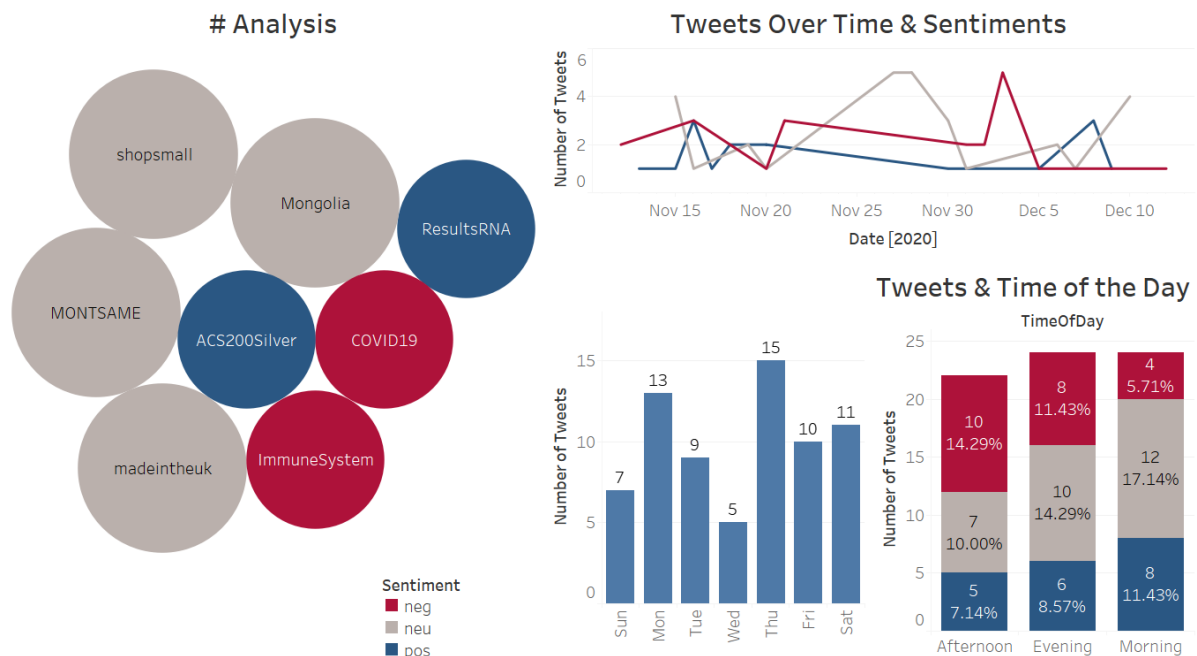 # Analysis
shopsmall
Mongolia
ResultsRNA
MONTSAME
ACS200Silver
COVID19
madeintheuk
ImmuneSystem
Sentiment
neg
neu
pos
Tweets Over Time & Sentiments
Number of Tweets
6
4
2
0
Nov 15 Nov 20 Nov 25 Nov 30 Dec 5 Dec 10
Date [2020]
Number of Tweets
15
10
5
0
7
13
9
5
15
10
11
Sun Mon Tue Wed Thu Fri Sat
Tweets & Time of the Day
TimeOfDay
Number of Tweets
25
20
15
10
5
0
10
14.29%
7
10.00%
5
7.14%
8
11.43%
10
14.29%
6
8.57%
4
5.71%
12
17.14%
8
11.43%
Afternoon Evening Morning